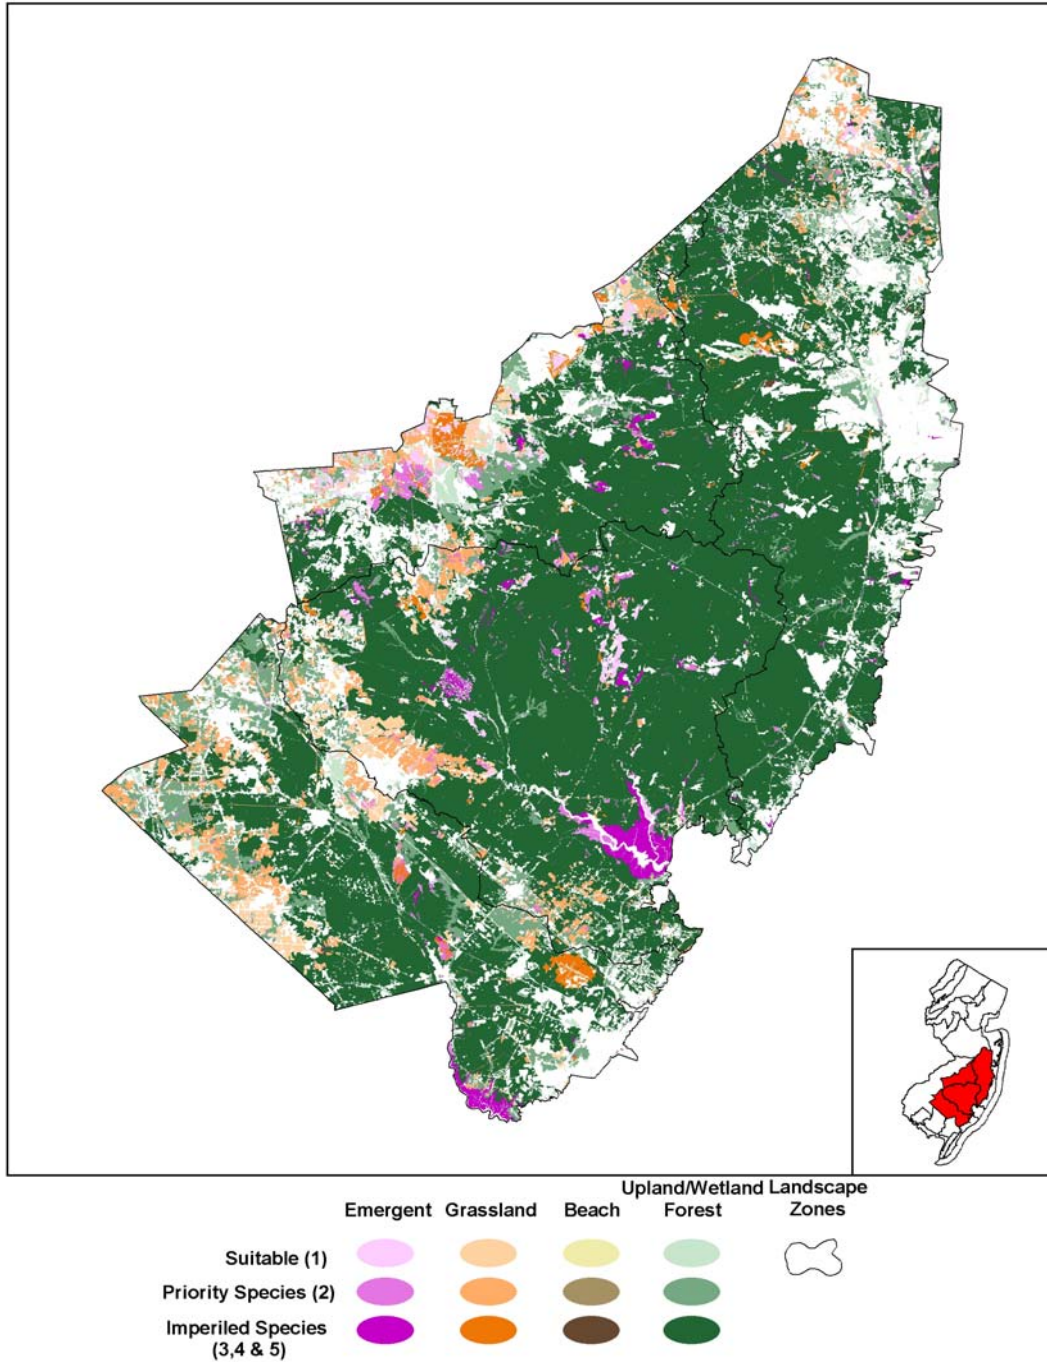 Upland/Wetland Landscape
Emergent Grassland Beach Forest Zones
Suitable (1)
Priority Species (2)
Imperiled Species
(3,4 & 5)